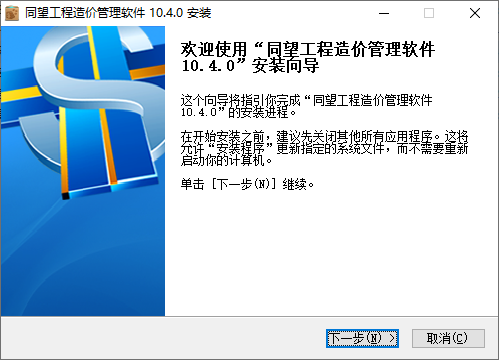 同望工程造价管理软件 10.4.0 安装
欢迎使用“同望工程造价管理软件
10.4.0”安装向导
这个向导将指引你完成“同望工程造价管理软件
10.4.0”的安装进程。
在开始安装之前，建议先关闭其他所有应用程序。这将
允许“安装程序”更新指定的系统文件，而不需要重新
启动你的计算机。
单击 [下一步(N)] 继续。
下一步(N) >
取消(C)